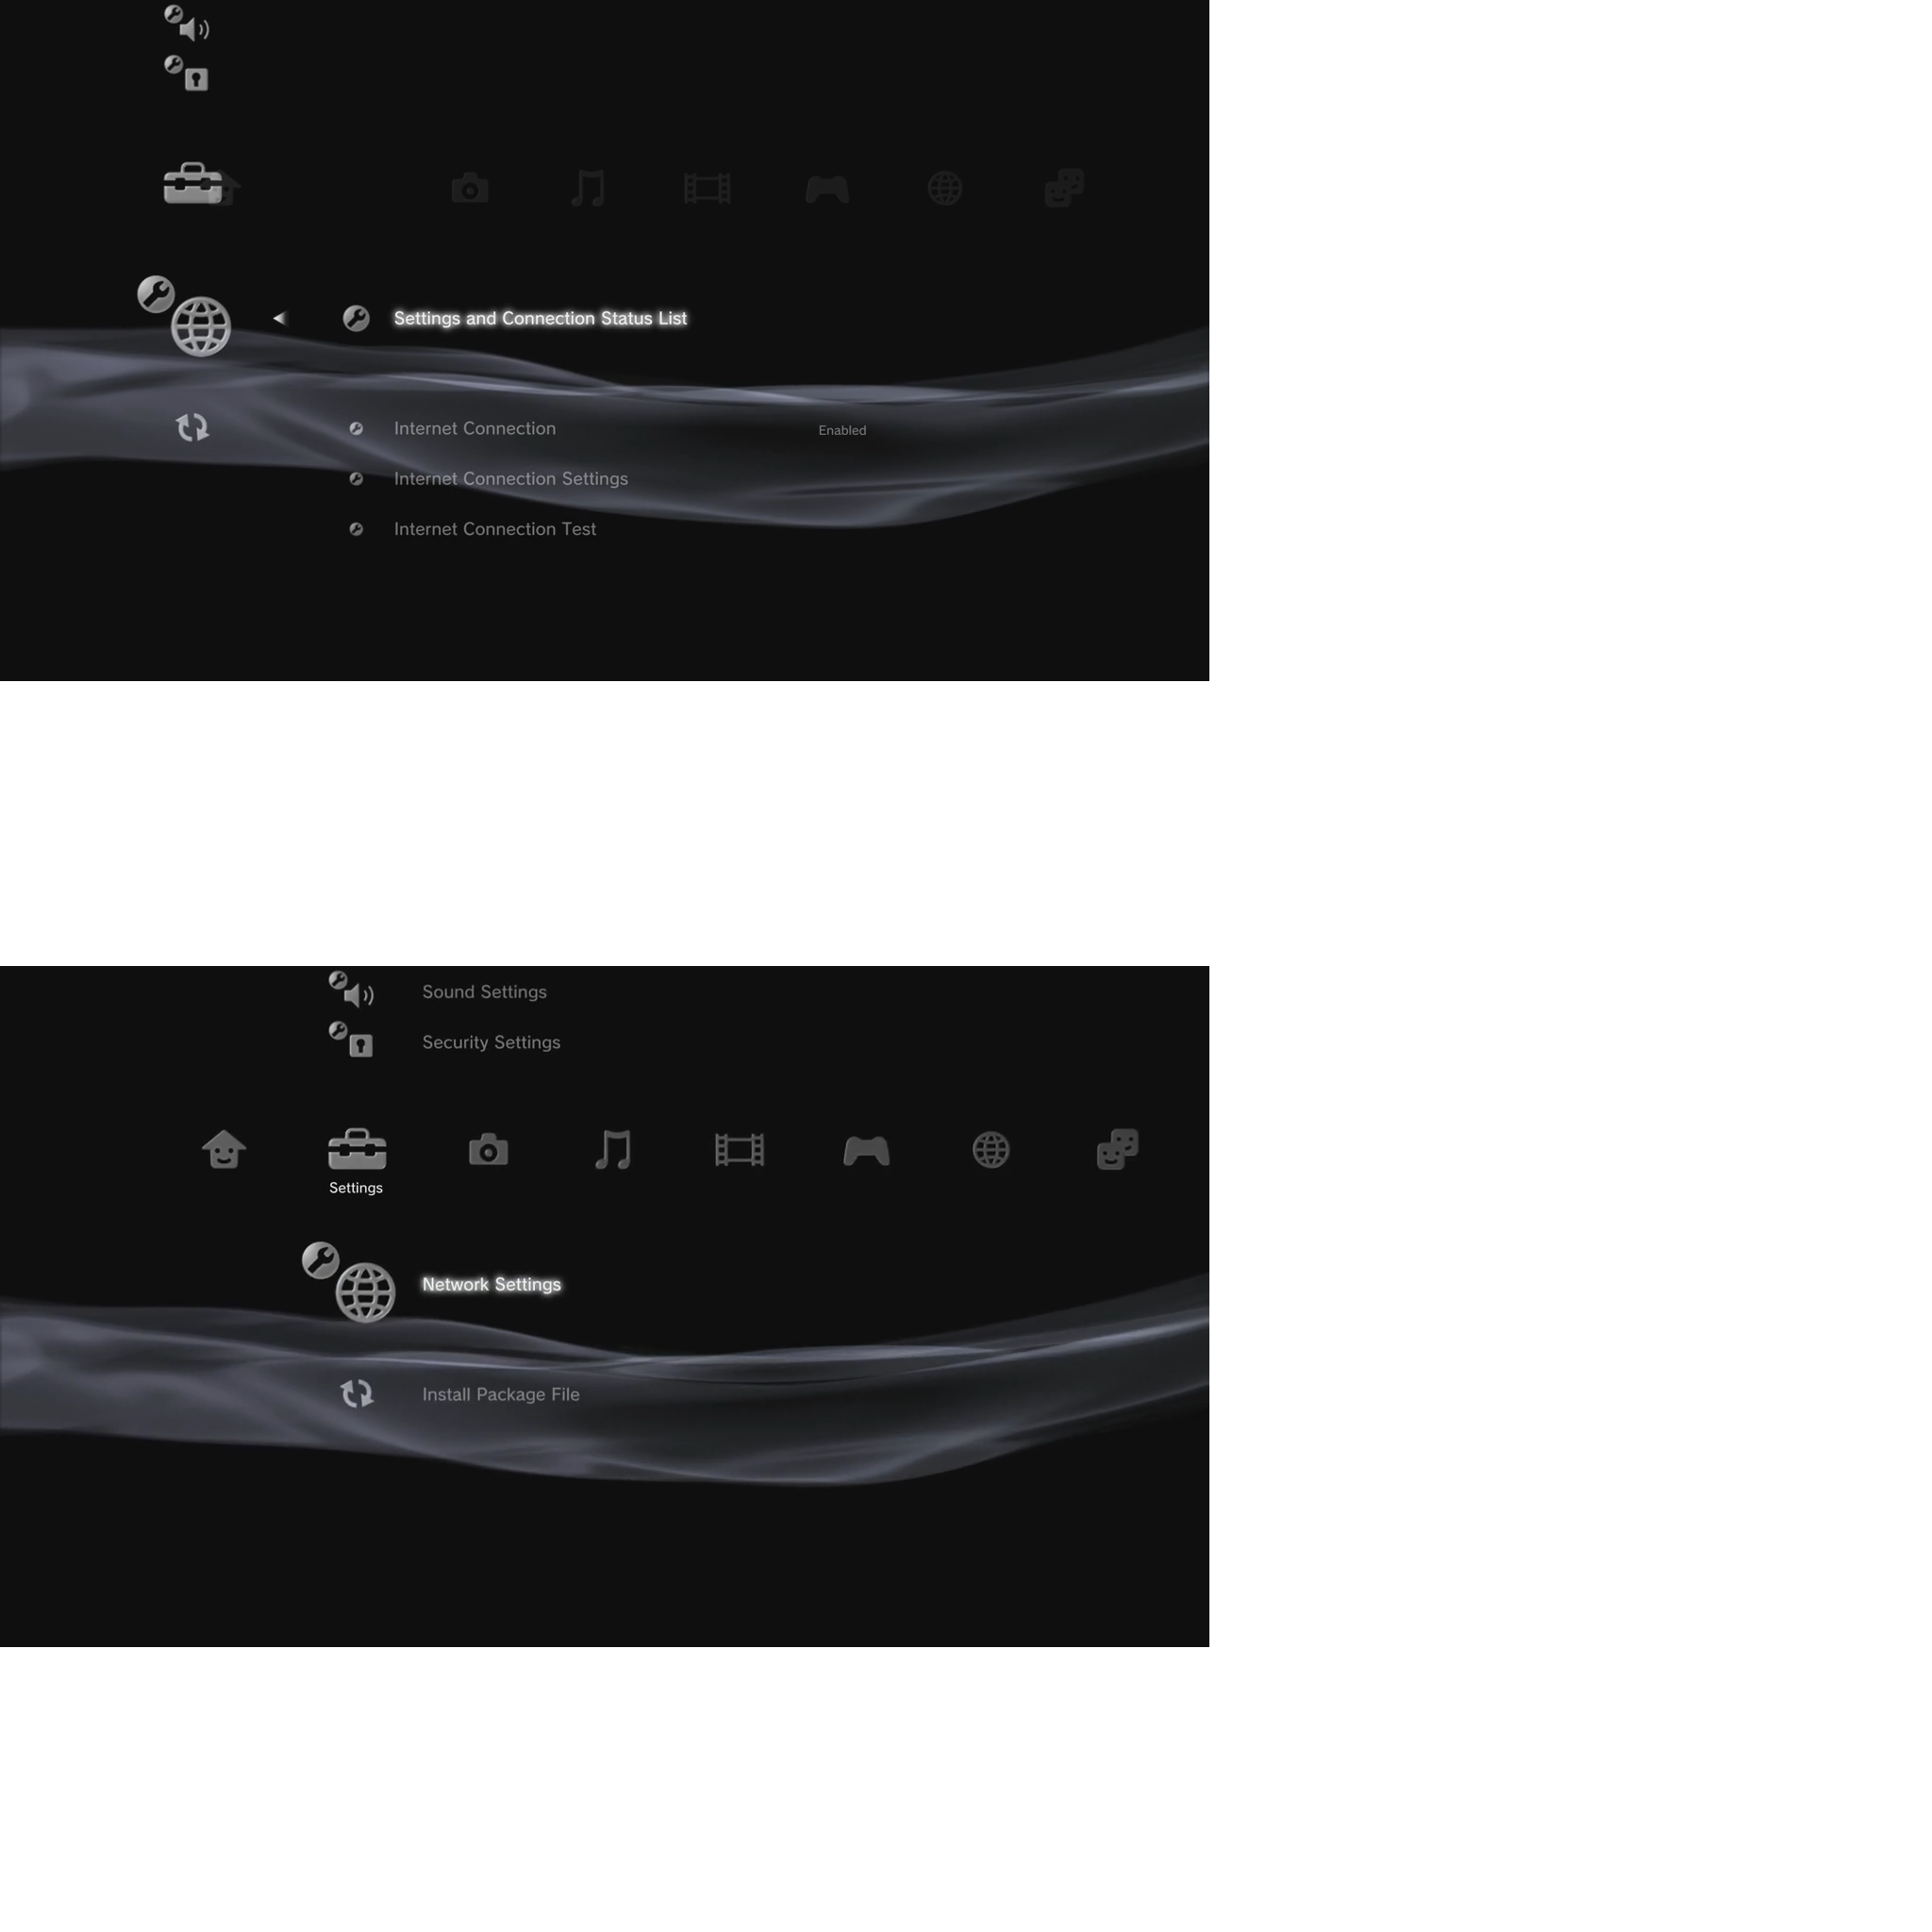 Settings and Connection Status List
Internet Connection Enabled
Internet Connection Settings
Internet Connection Test
Sound Settings
Security Settings
Settings
Network Settings
Install Package File